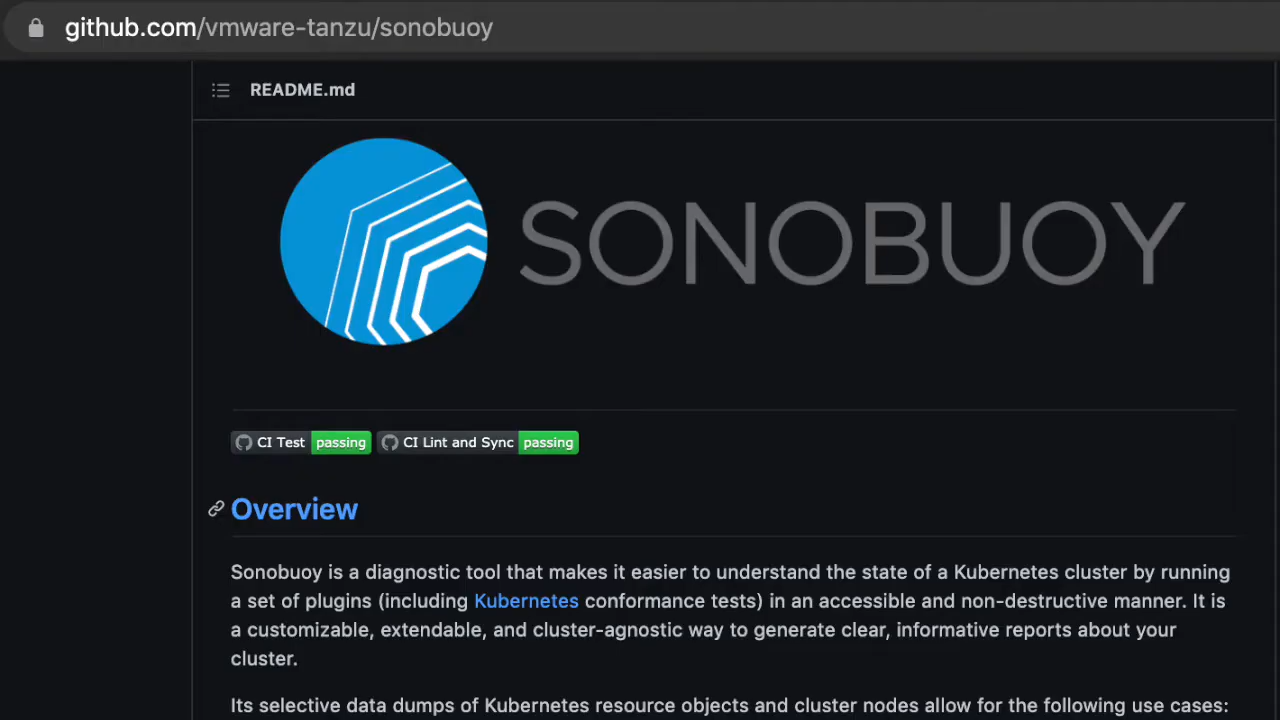 github.com/vmware-tanzu/sonobuoy
README.md
SONOBUOY
CI Test passing CI Lint and Sync passing
Overview
Sonobuoy is a diagnostic tool that makes it easier to understand the state of a Kubernetes cluster by running
a set of plugins (including Kubernetes conformance tests) in an accessible and non-destructive manner. It is
a customizable, extendable, and cluster-agnostic way to generate clear, informative reports about your
cluster.
Its selective data dumps of Kubernetes resource objects and cluster nodes allow for the following use cases: